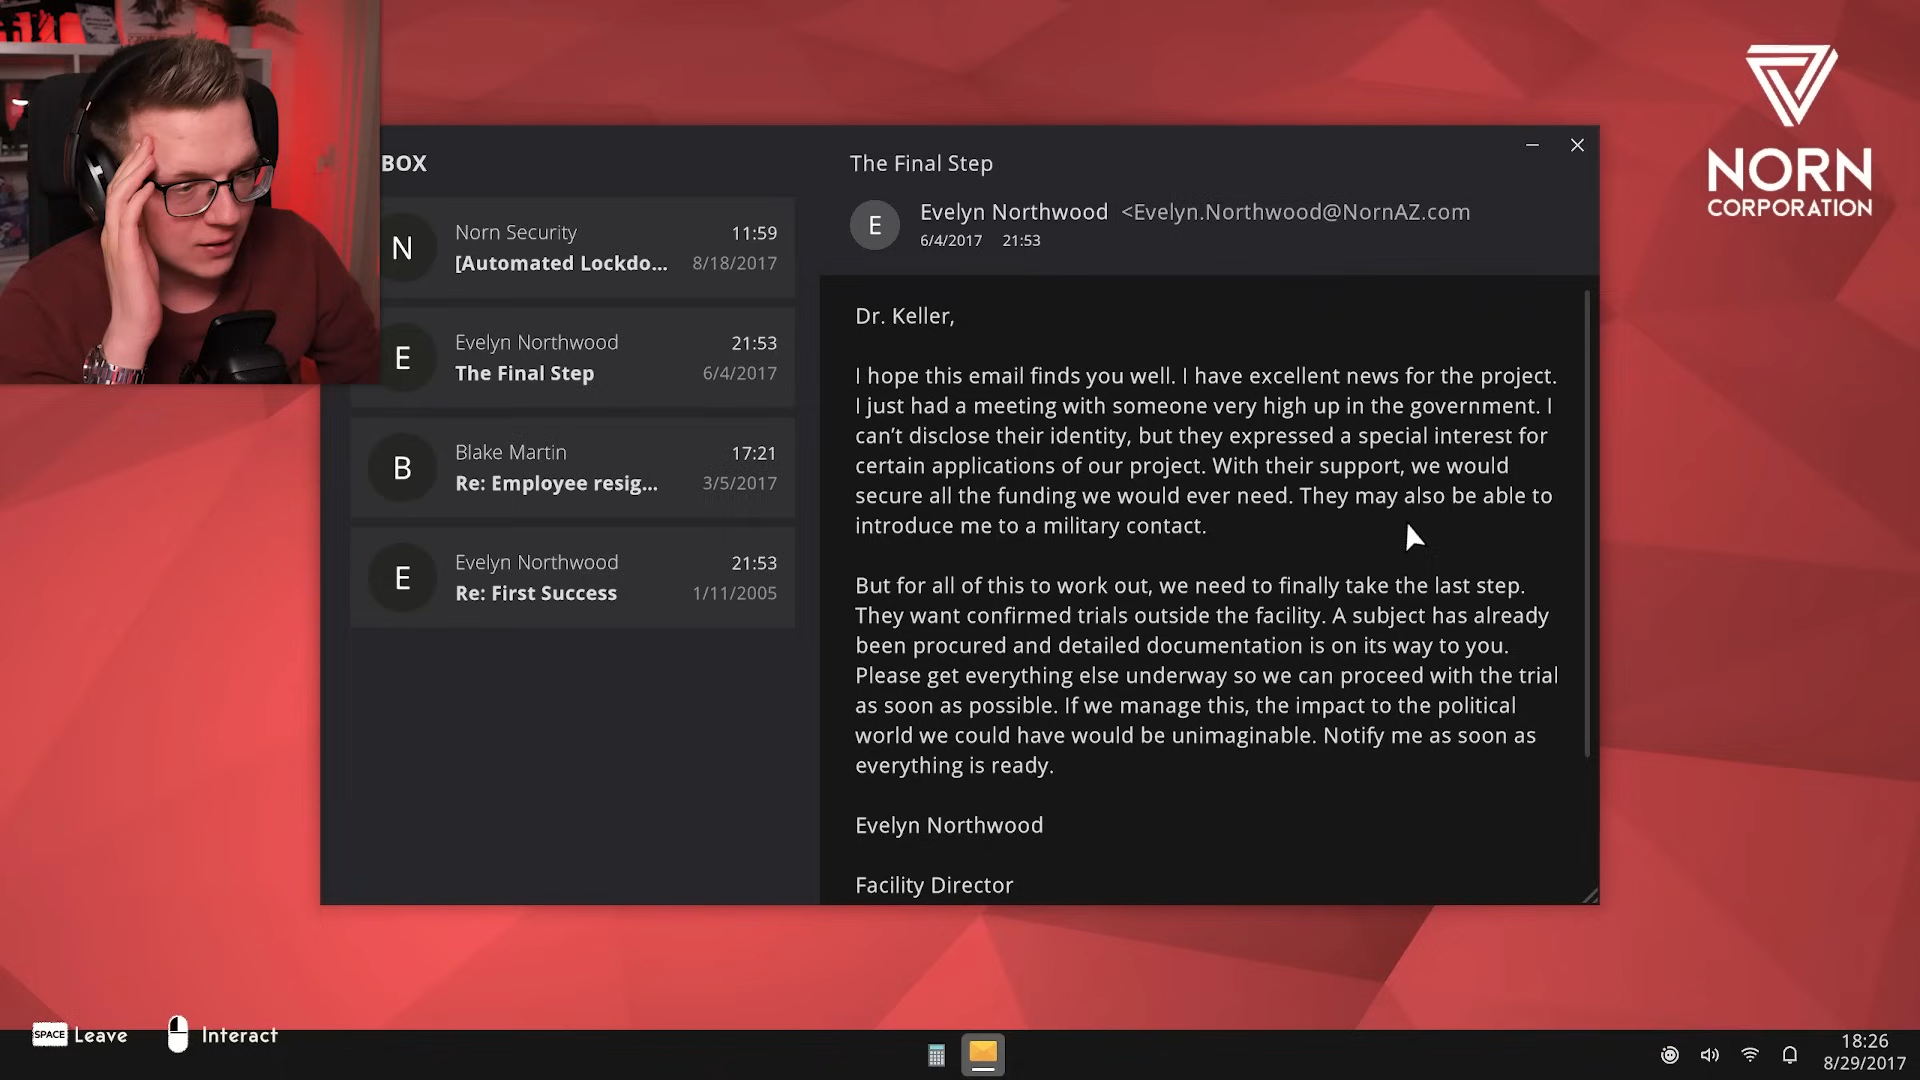 NORN
CORPORATION
BOX
N
Norn Security 11:59
[Automated Lockdo... 8/18/2017
E
Evelyn Northwood 21:53
The Final Step 6/4/2017
B
Blake Martin 17:21
Re: Employee resig... 3/5/2017
E
Evelyn Northwood 21:53
Re: First Success 1/11/2005
The Final Step
E
Evelyn Northwood <Evelyn.Northwood@NornAZ.com
6/4/2017 21:53
Dr. Keller,
I hope this email finds you well. I have excellent news for the project.
I just had a meeting with someone very high up in the government. I
can't disclose their identity, but they expressed a special interest for
certain applications of our project. With their support, we would
secure all the funding we would ever need. They may also be able to
introduce me to a military contact.
But for all of this to work out, we need to finally take the last step.
They want confirmed trials outside the facility. A subject has already
been procured and detailed documentation is on its way to you.
Please get everything else underway so we can proceed with the trial
as soon as possible. If we manage this, the impact to the political
world we could have would be unimaginable. Notify me as soon as
everything is ready.
Evelyn Northwood
Facility Director
SPACE Leave Interact
18:26
8/29/2017